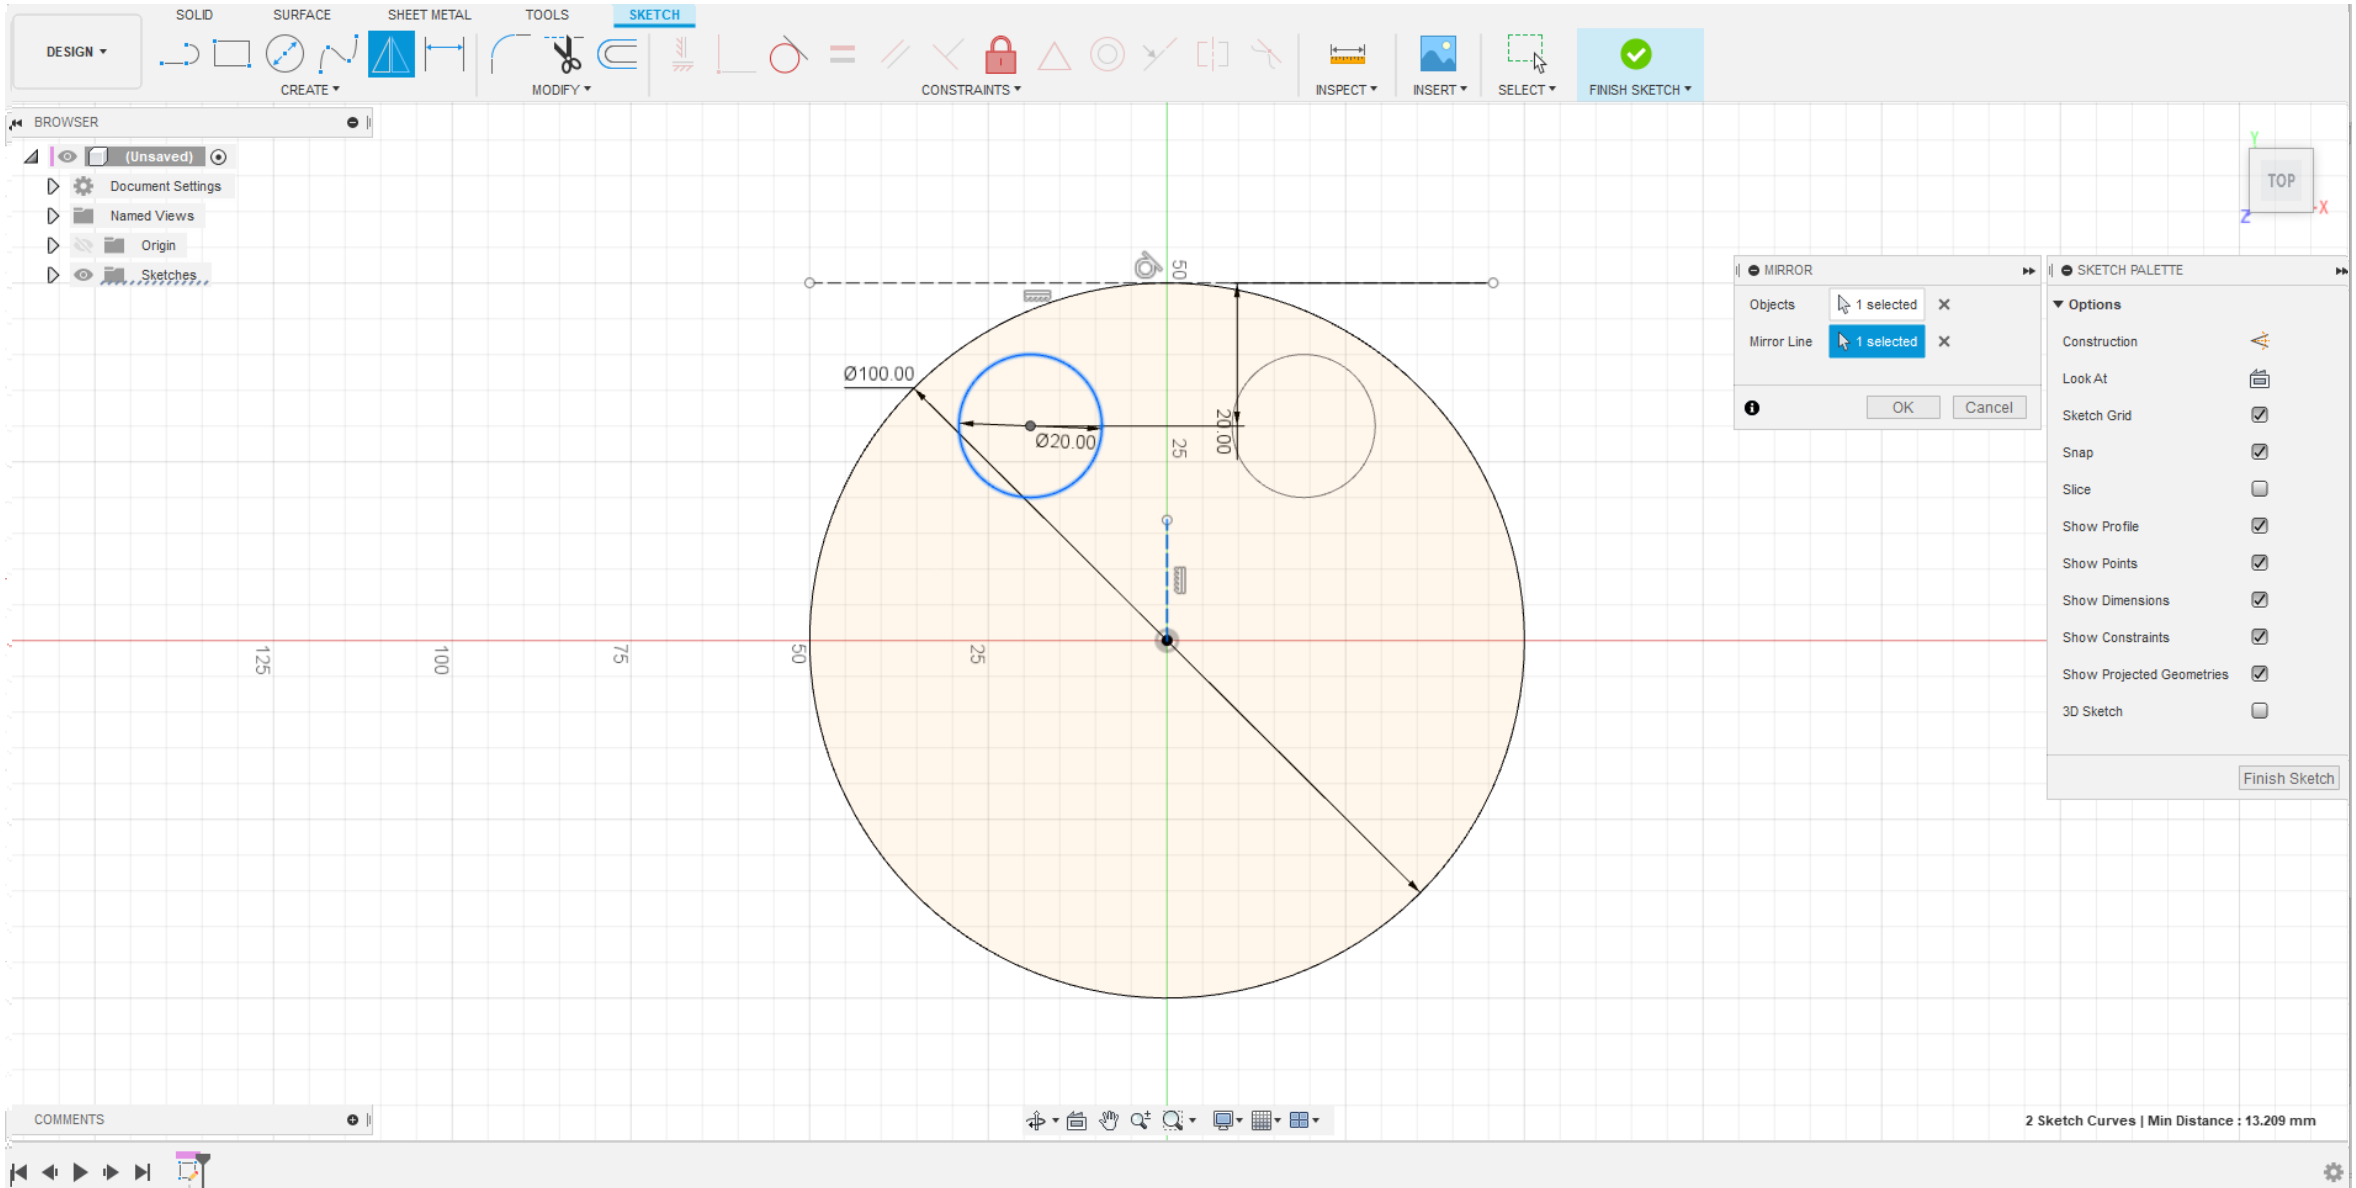 SOLID SURFACE SHEET METAL TOOLS SKETCH
DESIGN
CREATE MODIFY CONSTRAINTS INSPECT INSERT SELECT FINISH SKETCH
BROWSER
(Unsaved)
Document Settings
Named Views
Origin
Sketches
TOP
Y
X
Z
MIRROR
Objects 1 selected
Mirror Line 1 selected
OK Cancel
SKETCH PALETTE
Options
Construction
Look At
Sketch Grid
Snap
Slice
Show Profile
Show Points
Show Dimensions
Show Constraints
Show Projected Geometries
3D Sketch
Finish Sketch
50
Ø100.00
Ø20.00
20.00
25
125
100
75
50
25
COMMENTS
2 Sketch Curves | Min Distance : 13.209 mm